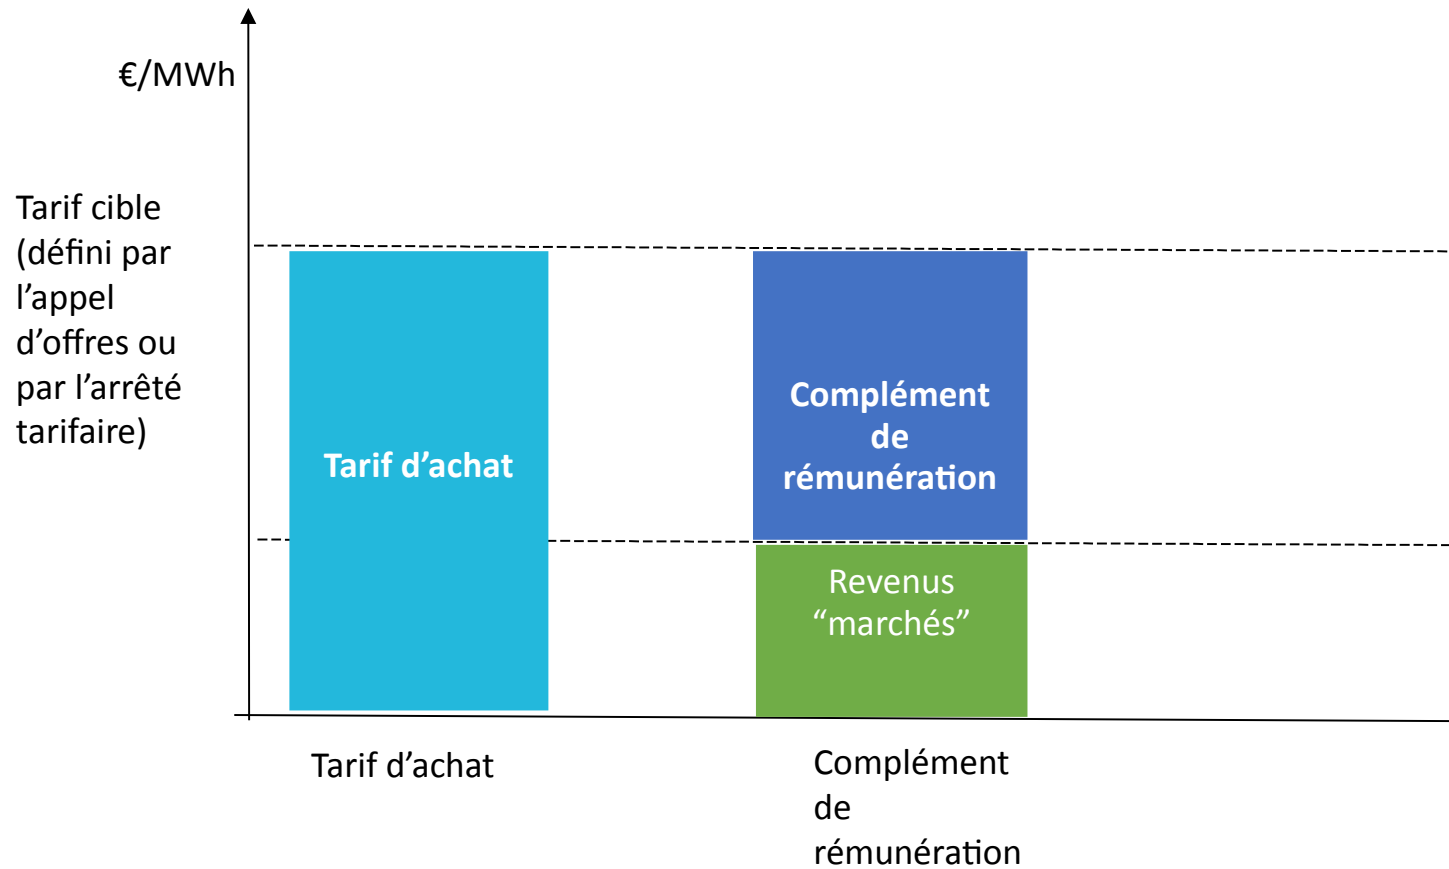 €/MWh
Tarif cible
(défini par
l’appel
d’offres ou
par l’arrêté
tarifaire)
Tarif d’achat
Complément
de
rémunération
Revenus
“marchés”
Tarif d’achat
Complément
de
rémunération